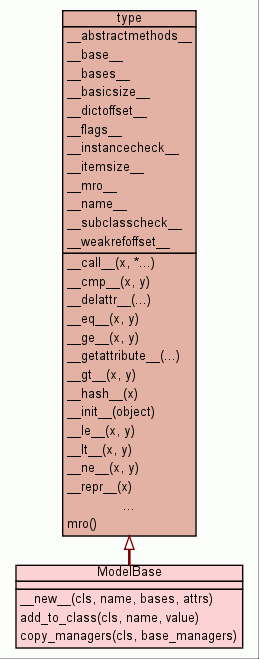 type
__abstractmethods__
__base__
__bases__
__basicsize__
__dictoffset__
__flags__
__instancecheck__
__itemsize__
__mro__
__name__
__subclasscheck__
__weakrefoffset__
__call__(x, *...)
__cmp__(x, y)
__delattr__(...)
__eq__(x, y)
__ge__(x, y)
__getattribute__(...)
__gt__(x, y)
__hash__(x)
__init__(object)
__le__(x, y)
__lt__(x, y)
__ne__(x, y)
__repr__(x)
...
mro()
ModelBase
__new__(cls, name, bases, attrs)
add_to_class(cls, name, value)
copy_managers(cls, base_managers)